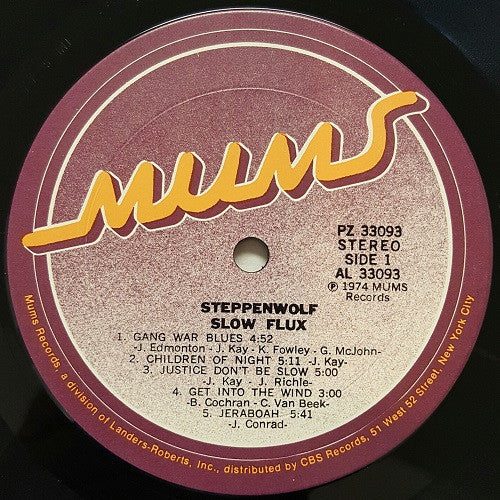 MUMS
PZ 33093
STEREO
SIDE 1
AL 33093
℗ 1974 MUMS
Records
STEPPENWOLF
SLOW FLUX
1. GANG WAR BLUES 4:52
-J. Edmonton - J. Kay - K. Fowley - G. McJohn-
2. CHILDREN OF NIGHT 5:11 -J. Kay-
3. JUSTICE DON'T BE SLOW 5:00
-J. Kay - J. Richie-
4. GET INTO THE WIND 3:00
-B. Cochran - C. Van Beek-
5. JERABOAH 5:41
-J. Conrad-
Mums Records, a division of Landers-Roberts, Inc., distributed by CBS Records, 51 West 52 Street, New York City